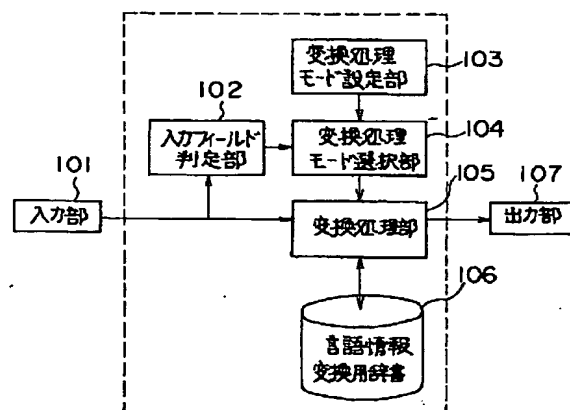 変換処理
モード設定部
103
102
入力フィールド
判定部
変換処理
モード選択部
104
101
入力部
105
変換処理部
107
出力部
106
言語情報
変換用辞書